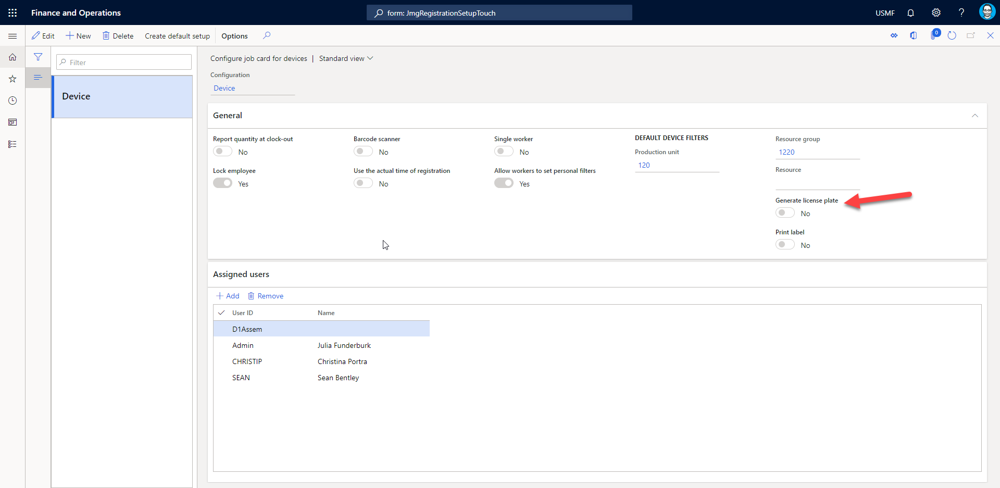 Finance and Operations
form: JmgRegistrationSetupTouch
USMF
Edit
New
Delete
Create default setup
Options
0
Filter
Device
Configure job card for devices | Standard view
Configuration
Device
General
Report quantity at clock-out
No
Lock employee
Yes
Barcode scanner
No
Use the actual time of registration
No
Single worker
No
Allow workers to set personal filters
Yes
DEFAULT DEVICE FILTERS
Production unit
120
Resource group
1220
Resource
Generate license plate
No
Print label
No
Assigned users
Add
Remove
User ID Name
D1Assem
Admin Julia Funderburk
CHRISTIP Christina Portra
SEAN Sean Bentley